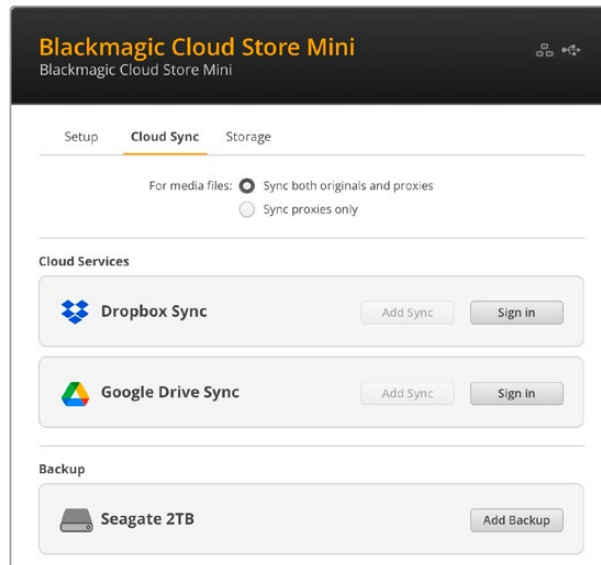 Blackmagic Cloud Store Mini
Blackmagic Cloud Store Mini
Setup Cloud Sync Storage
For media files: Sync both originals and proxies
Sync proxies only
Cloud Services
Dropbox Sync Add Sync Sign in
Google Drive Sync Add Sync Sign in
Backup
Seagate 2TB Add Backup